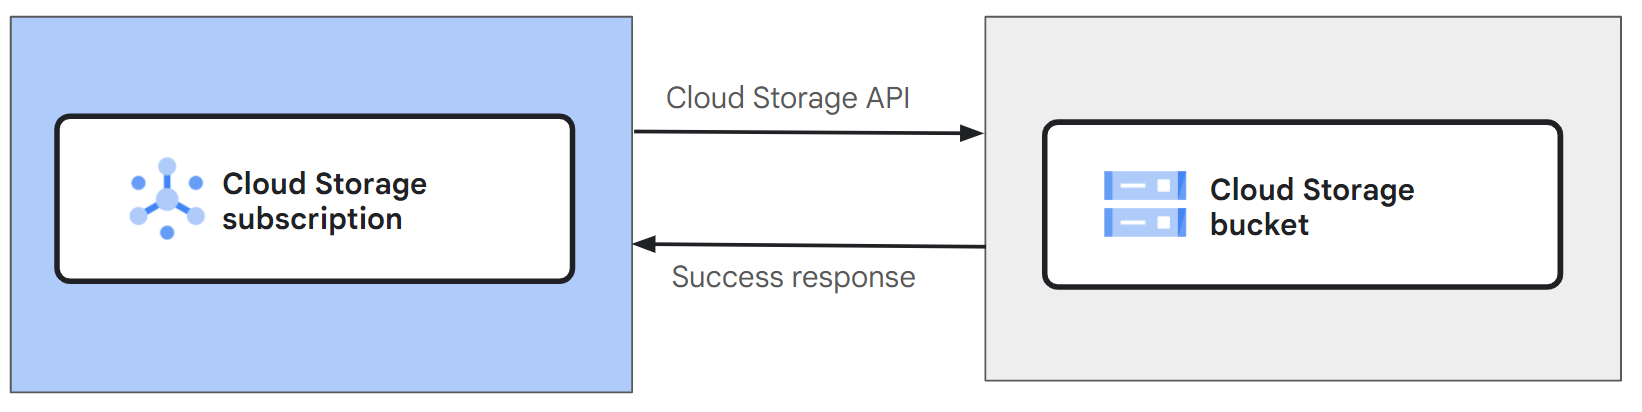 Cloud Storage
subscription
Cloud Storage API
Success response
Cloud Storage
bucket